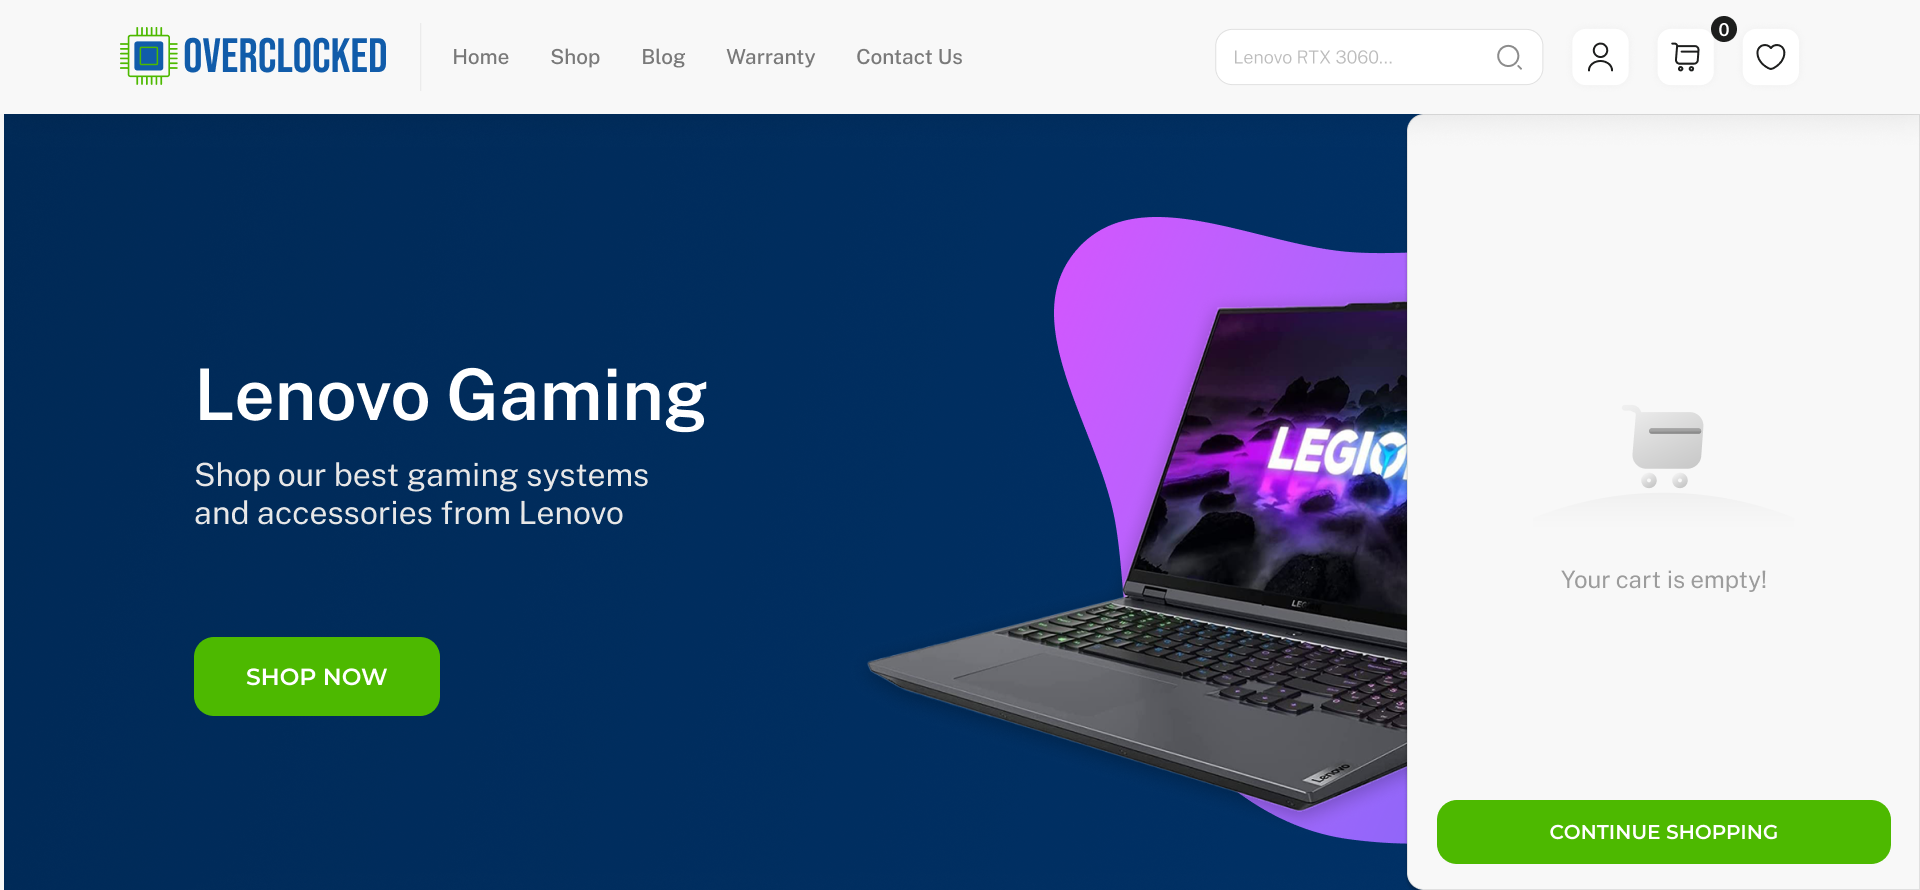 OVERCLOCKED
Home
Shop
Blog
Warranty
Contact Us
Lenovo RTX 3060...
0
Lenovo Gaming
Shop our best gaming systems
and accessories from Lenovo
SHOP NOW
LEGIO
LEG
Lenovo
Your cart is empty!
CONTINUE SHOPPING